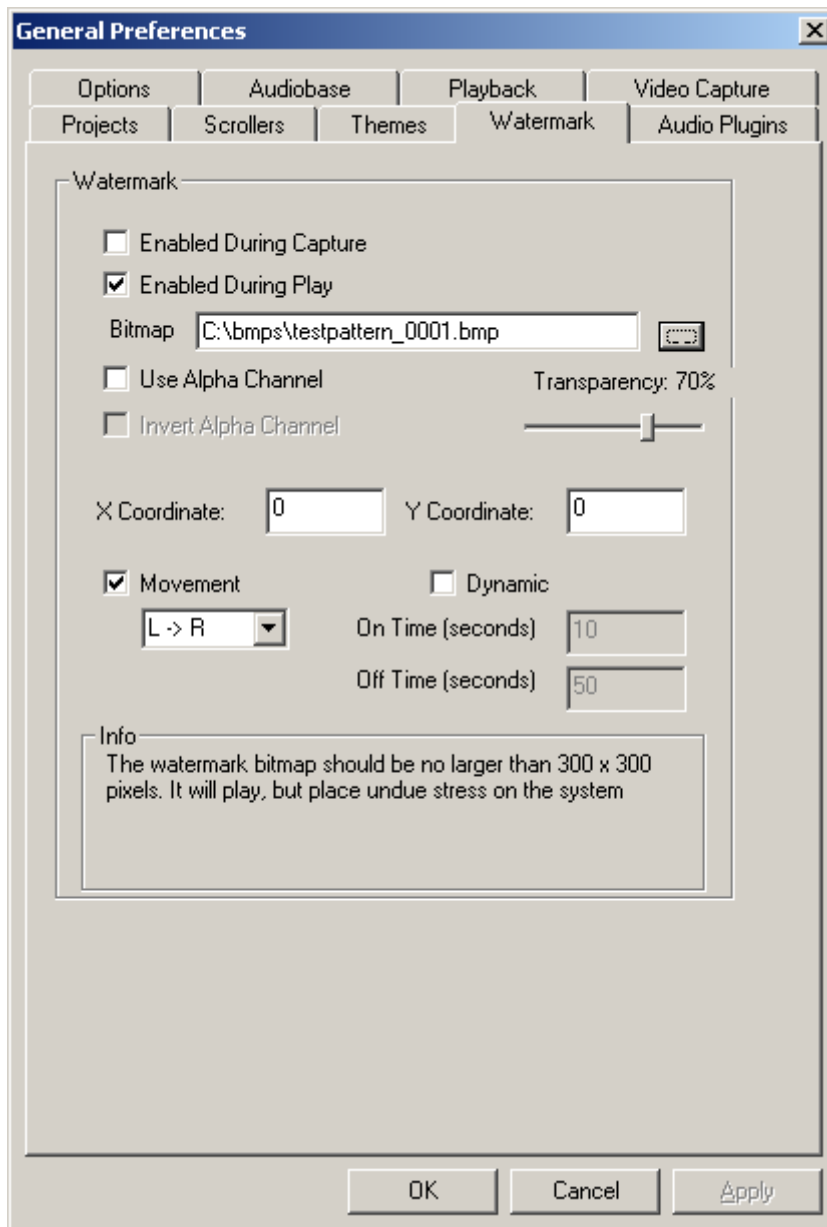 General Preferences
Options Audiobase Playback Video Capture
Projects Scrollers Themes Watermark Audio Plugins
Watermark
Enabled During Capture
Enabled During Play
Bitmap C:\bmps\testpattern_0001.bmp
Use Alpha Channel Transparency: 70%
Invert Alpha Channel
X Coordinate: 0 Y Coordinate: 0
Movement Dynamic
L -> R On Time (seconds) 10
Off Time (seconds) 50
Info
The watermark bitmap should be no larger than 300 x 300
pixels. It will play, but place undue stress on the system
OK Cancel Apply